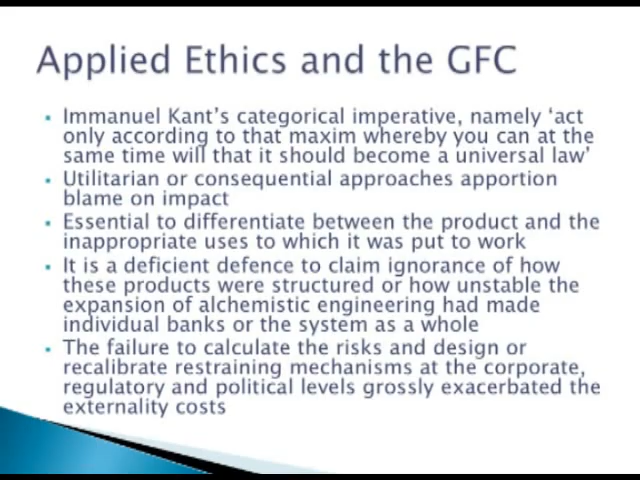 Applied Ethics and the GFC
Immanuel Kant's categorical imperative, namely 'act
only according to that maxim whereby you can at the
same time will that it should become a universal law'
Utilitarian or consequential approaches apportion
blame on impact
Essential to differentiate between the product and the
inappropriate uses to which it was put to work
It is a deficient defence to claim ignorance of how
these products were structured or how unstable the
expansion of alchemistic engineering had made
individual banks or the system as a whole
The failure to calculate the risks and design or
recalibrate restraining mechanisms at the corporate,
regulatory and political levels grossly exacerbated the
externality costs